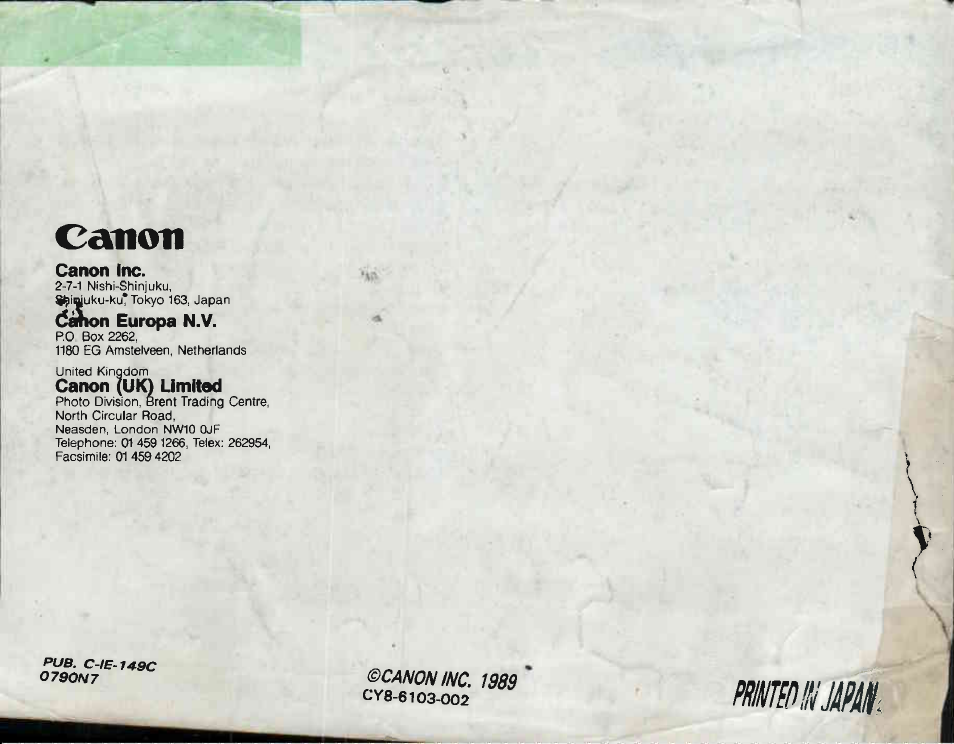 Canon
Canon Inc.
2-7-1 Nishi-Shinjuku,
Shinjuku-ku, Tokyo 163, Japan
Canon Europa N.V.
P.O. Box 2262,
1180 EG Amstelveen, Netherlands
United Kingdom
Canon (UK) Limited
Photo Division, Brent Trading Centre,
North Circular Road,
Neasden, London NW10 0JF
Telephone: 01 459 1266, Telex: 262954,
Facsimile: 01 459 4202
PUB. C-IE-149C
0790N7
©CANON INC. 1989
CY8-6103-002
PRINTED IN JAPAN.